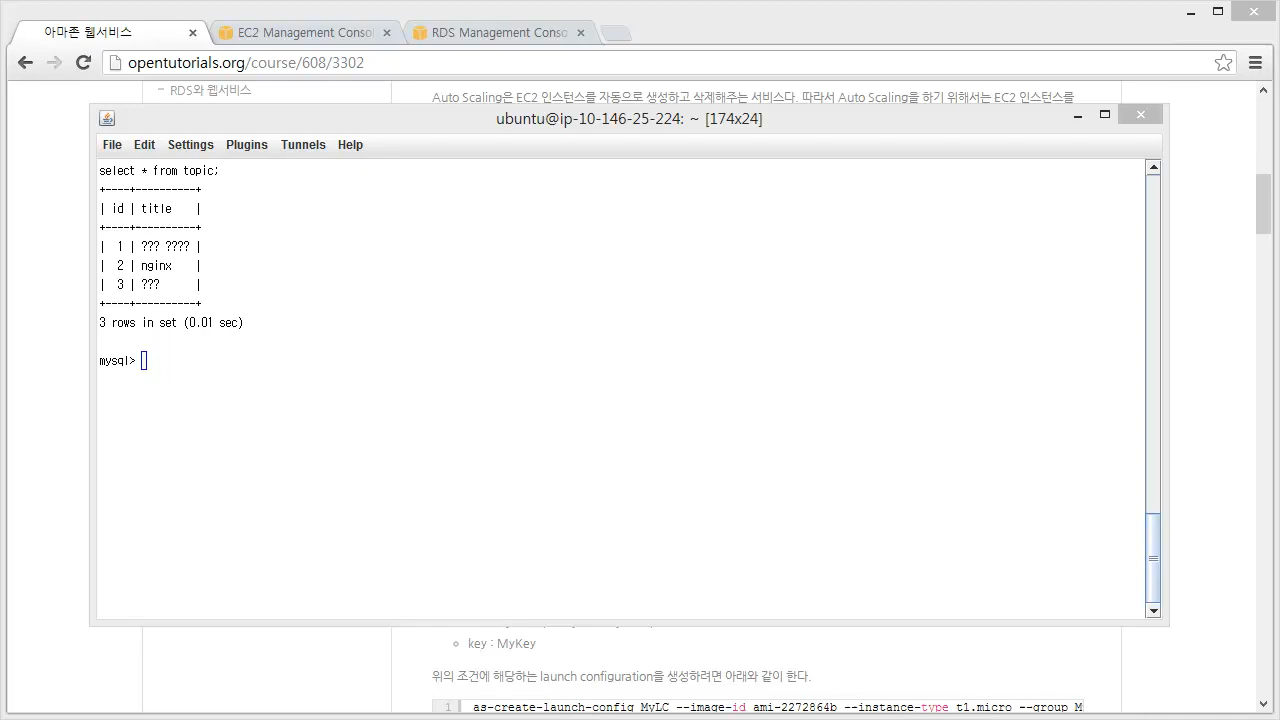 아마존 웹서비스
EC2 Management Consol
RDS Management Conso
opentutorials.org/course/608/3302
RDS와 웹서비스
Auto Scaling은 EC2 인스턴스를 자동으로 생성하고 삭제해주는 서비스다. 따라서 Auto Scaling을 하기 위해서는 EC2 인스턴스를
ubuntu@ip-10-146-25-224: ~ [174x24]
File Edit Settings Plugins Tunnels Help
select * from topic;
+----+----------+
| id | title    |
+----+----------+
|  1 | ??? ???? |
|  2 | nginx    |
|  3 | ???      |
+----+----------+
3 rows in set (0.01 sec)
mysql>
key : MyKey
위의 조건에 해당하는 launch configuration을 생성하려면 아래와 같이 한다.
1 as-create-launch-config MyLC --image-id ami-2272864b --instance-type t1.micro --group M